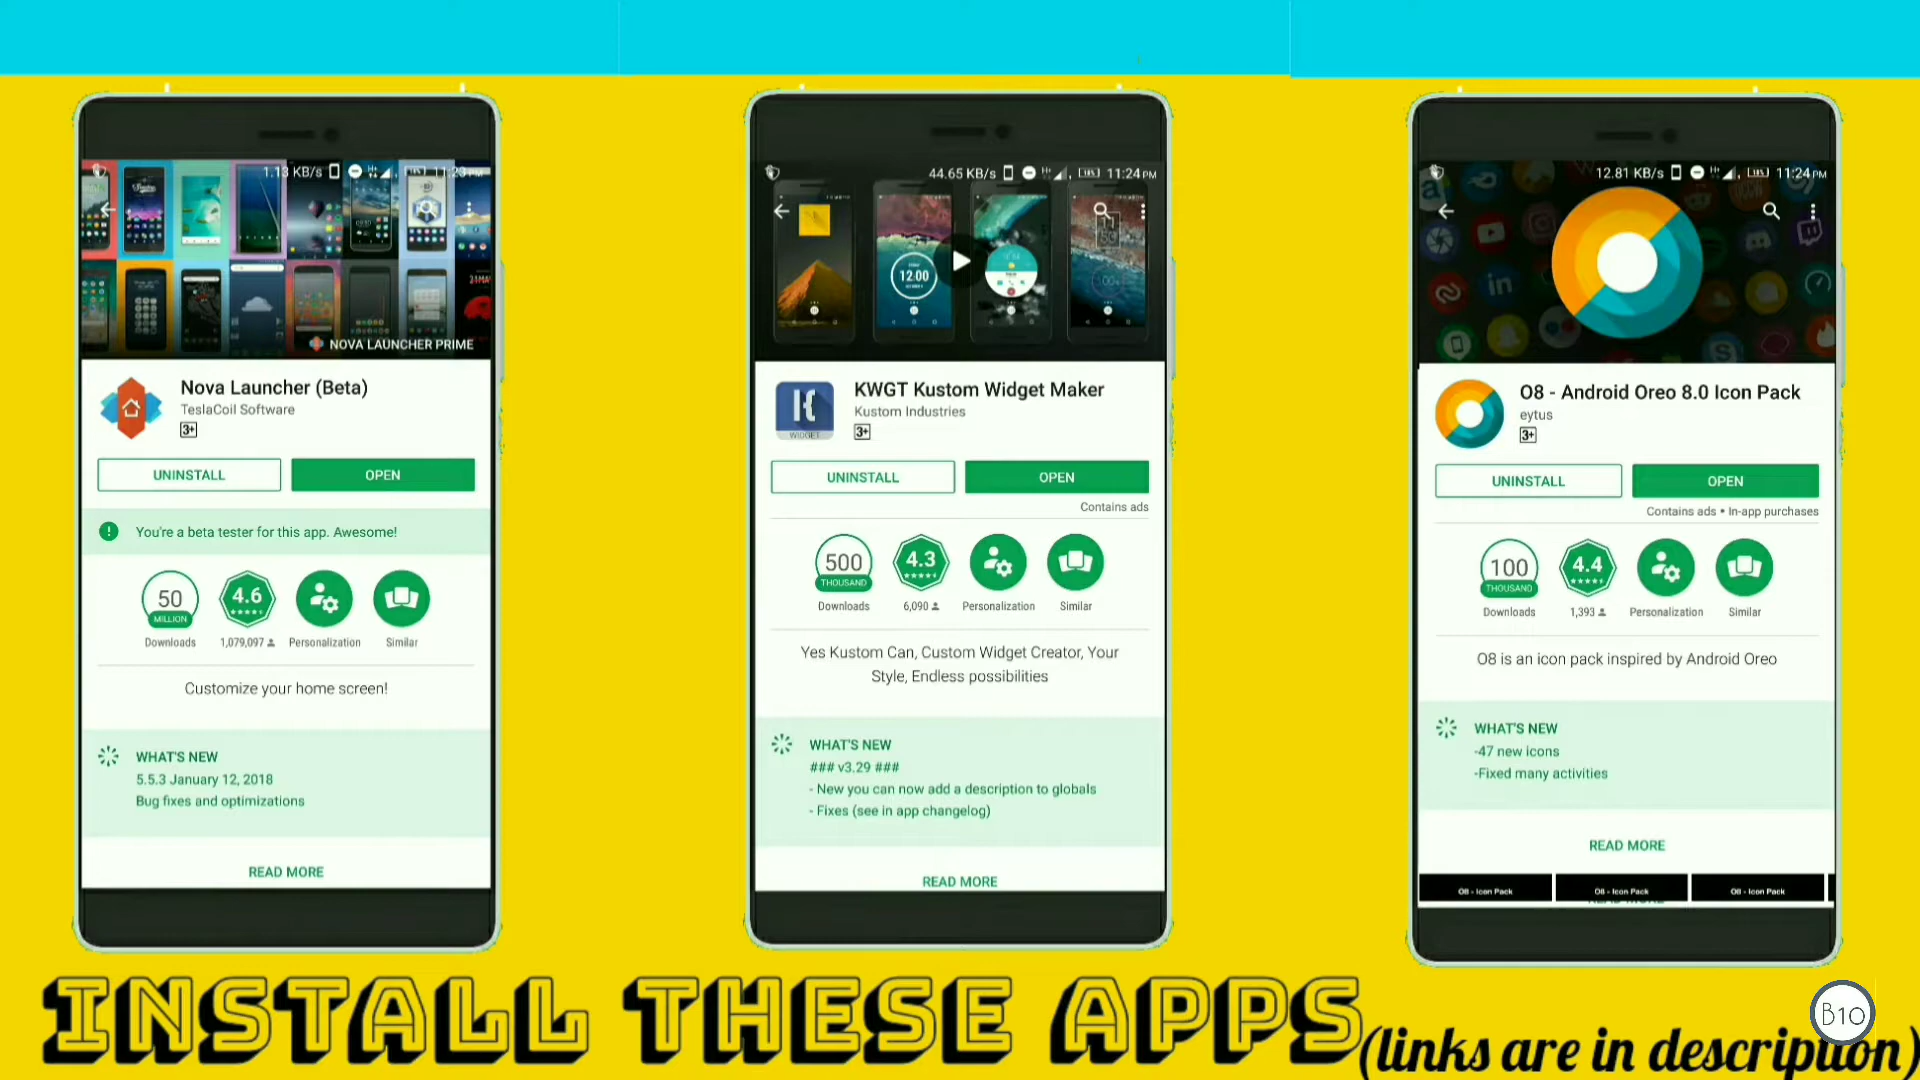 1.13 KB/s 11:23 PM
NOVA LAUNCHER PRIME
Nova Launcher (Beta)
TeslaCoil Software
3+
UNINSTALL OPEN
You're a beta tester for this app. Awesome!
50 MILLION 4.6
Downloads 1,079,097 Personalization Similar
Customize your home screen!
WHAT'S NEW
5.5.3 January 12, 2018
Bug fixes and optimizations
READ MORE
44.65 KB/s 11:24 PM
12:00
KWGT Kustom Widget Maker
Kustom Industries
WIDGET
3+
UNINSTALL OPEN
Contains ads
500 THOUSAND 4.3
Downloads 6,090 Personalization Similar
Yes Kustom Can, Custom Widget Creator, Your
Style, Endless possibilities
WHAT'S NEW
### v3.29 ###
- New you can now add a description to globals
- Fixes (see in app changelog)
READ MORE
12.81 KB/s 11:24 PM
O8 - Android Oreo 8.0 Icon Pack
eytus
3+
UNINSTALL OPEN
Contains ads • In-app purchases
100 THOUSAND 4.4
Downloads 1,393 Personalization Similar
O8 is an icon pack inspired by Android Oreo
WHAT'S NEW
-47 new icons
-Fixed many activities
READ MORE
O8 - Icon Pack O8 - Icon Pack O8 - Icon Pack
INSTALL THESE APPS
(links are in description)
B10